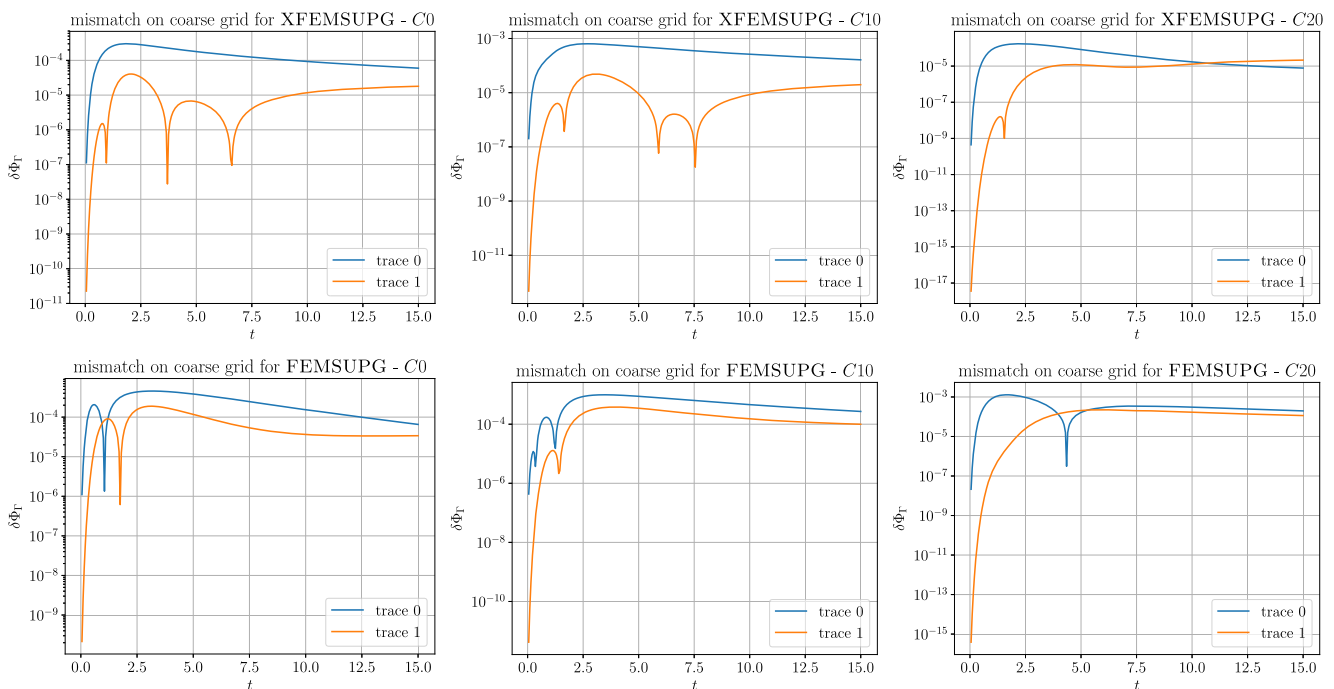 mismatch on coarse grid for XFEMSUPG - C0
10⁻⁴
10⁻⁵
10⁻⁶
10⁻⁷
10⁻⁸
10⁻⁹
10⁻¹⁰
10⁻¹¹
δΦ_Γ
trace 0
trace 1
0.0 2.5 5.0 7.5 10.0 12.5 15.0
t
mismatch on coarse grid for XFEMSUPG - C10
10⁻³
10⁻⁵
10⁻⁷
10⁻⁹
10⁻¹¹
δΦ_Γ
trace 0
trace 1
0.0 2.5 5.0 7.5 10.0 12.5 15.0
t
mismatch on coarse grid for XFEMSUPG - C20
10⁻⁵
10⁻⁷
10⁻⁹
10⁻¹¹
10⁻¹³
10⁻¹⁵
10⁻¹⁷
δΦ_Γ
trace 0
trace 1
0.0 2.5 5.0 7.5 10.0 12.5 15.0
t
mismatch on coarse grid for FEMSUPG - C0
10⁻⁴
10⁻⁵
10⁻⁶
10⁻⁷
10⁻⁸
10⁻⁹
δΦ_Γ
trace 0
trace 1
0.0 2.5 5.0 7.5 10.0 12.5 15.0
t
mismatch on coarse grid for FEMSUPG - C10
10⁻⁴
10⁻⁶
10⁻⁸
10⁻¹⁰
δΦ_Γ
trace 0
trace 1
0.0 2.5 5.0 7.5 10.0 12.5 15.0
t
mismatch on coarse grid for FEMSUPG - C20
10⁻³
10⁻⁵
10⁻⁷
10⁻⁹
10⁻¹¹
10⁻¹³
10⁻¹⁵
δΦ_Γ
trace 0
trace 1
0.0 2.5 5.0 7.5 10.0 12.5 15.0
t